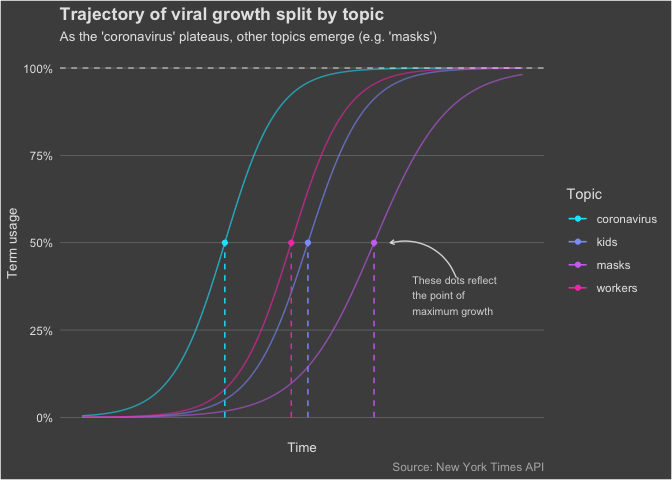 Trajectory of viral growth split by topic
As the 'coronavirus' plateaus, other topics emerge (e.g. 'masks')
100%
75%
50%
25%
0%
Term usage
These dots reflect
the point of
maximum growth
Topic
coronavirus
kids
masks
workers
Time
Source: New York Times API